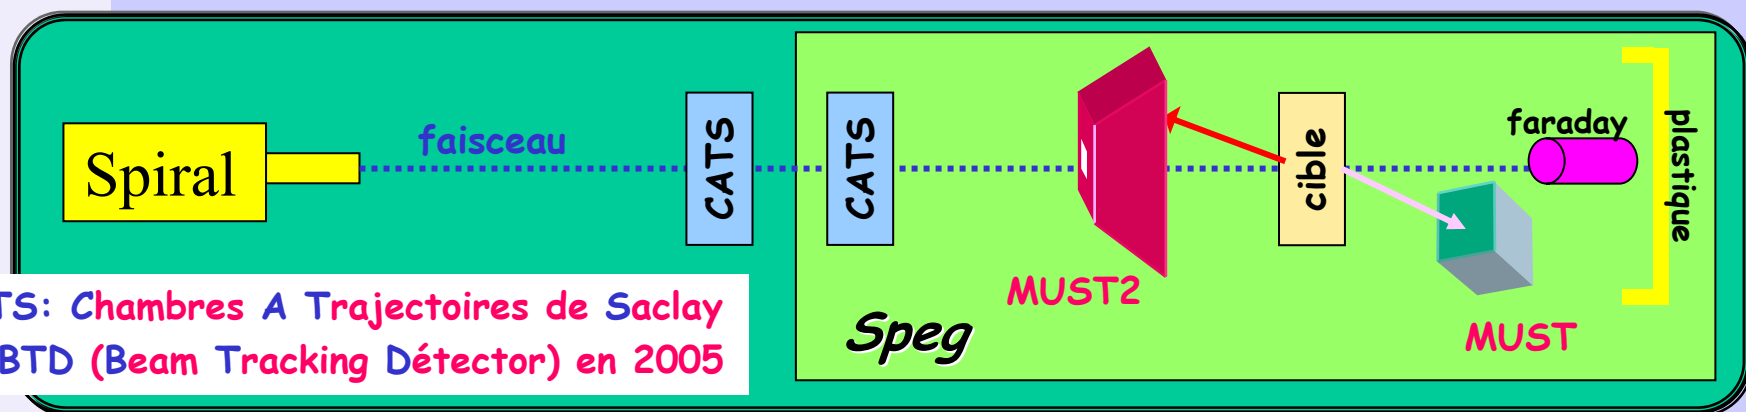 Spiral
faisceau
CATS
CATS
MUST2
cible
faraday
plastique
MUST
Speg
TS: Chambres A Trajectoires de Saclay
BTD (Beam Tracking Détector) en 2005